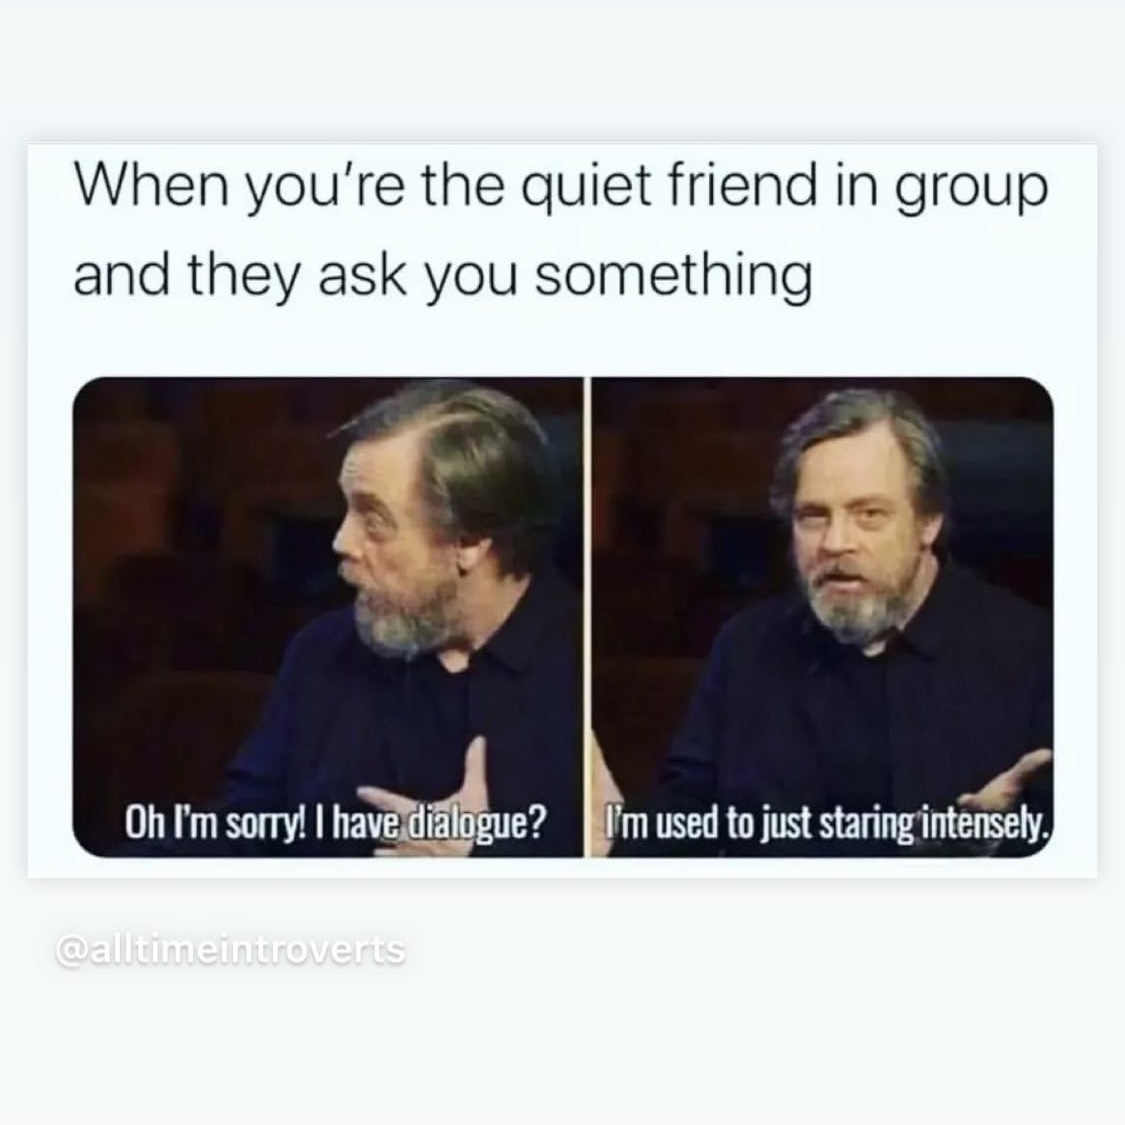 When you're the quiet friend in group
and they ask you something
Oh I'm sorry! I have dialogue?
I'm used to just staring intensely.
@alltimeintroverts